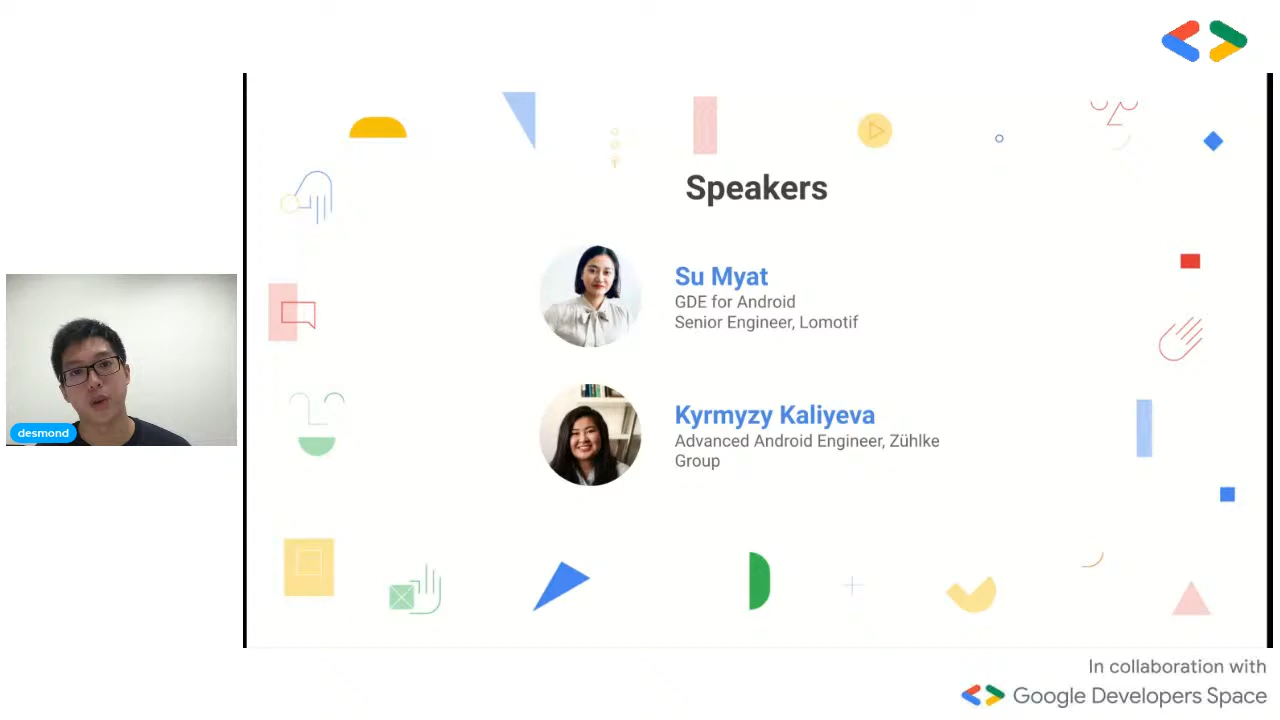 Speakers
Su Myat
GDE for Android
Senior Engineer, Lomotif
Kyrmyzy Kaliyeva
Advanced Android Engineer, Zühlke
Group
desmond
In collaboration with
Google Developers Space